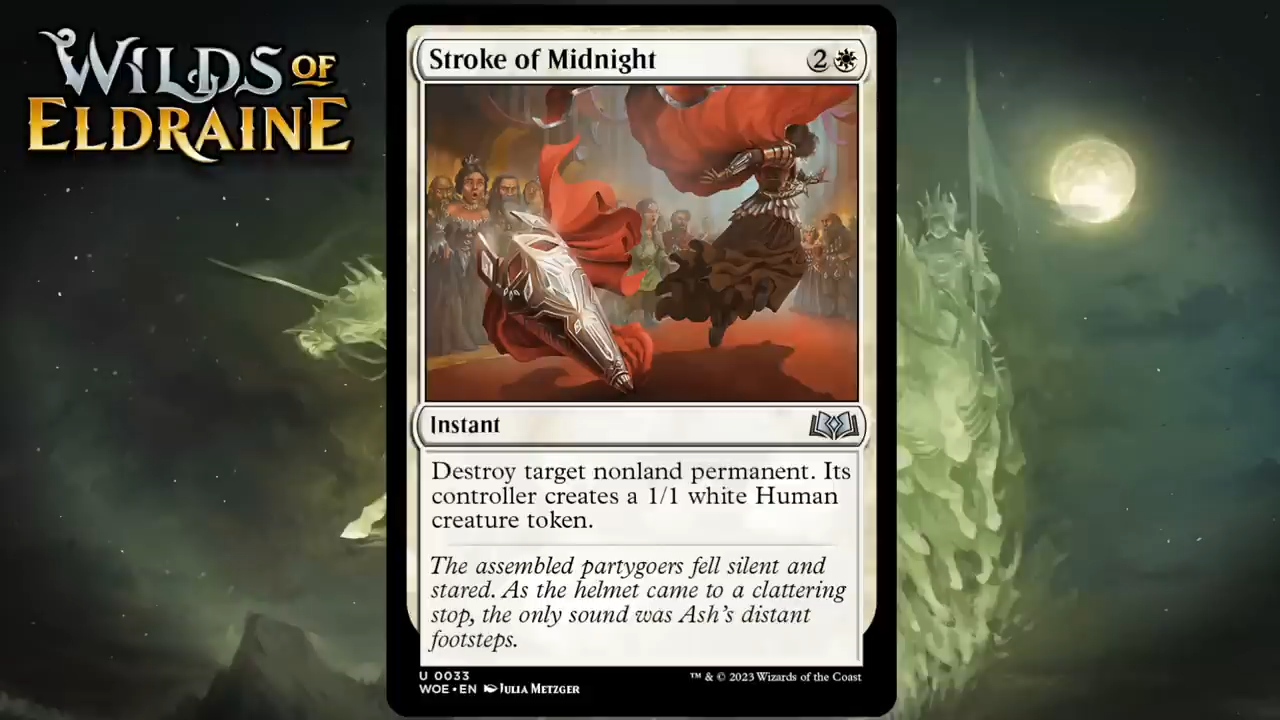 WILDS OF
ELDRAINE
Stroke of Midnight 2
Instant
Destroy target nonland permanent. Its
controller creates a 1/1 white Human
creature token.
The assembled partygoers fell silent and
stared. As the helmet came to a clattering
stop, the only sound was Ash's distant
footsteps.
U 0033
WOE • EN JULIA METZGER
™ & © 2023 Wizards of the Coast